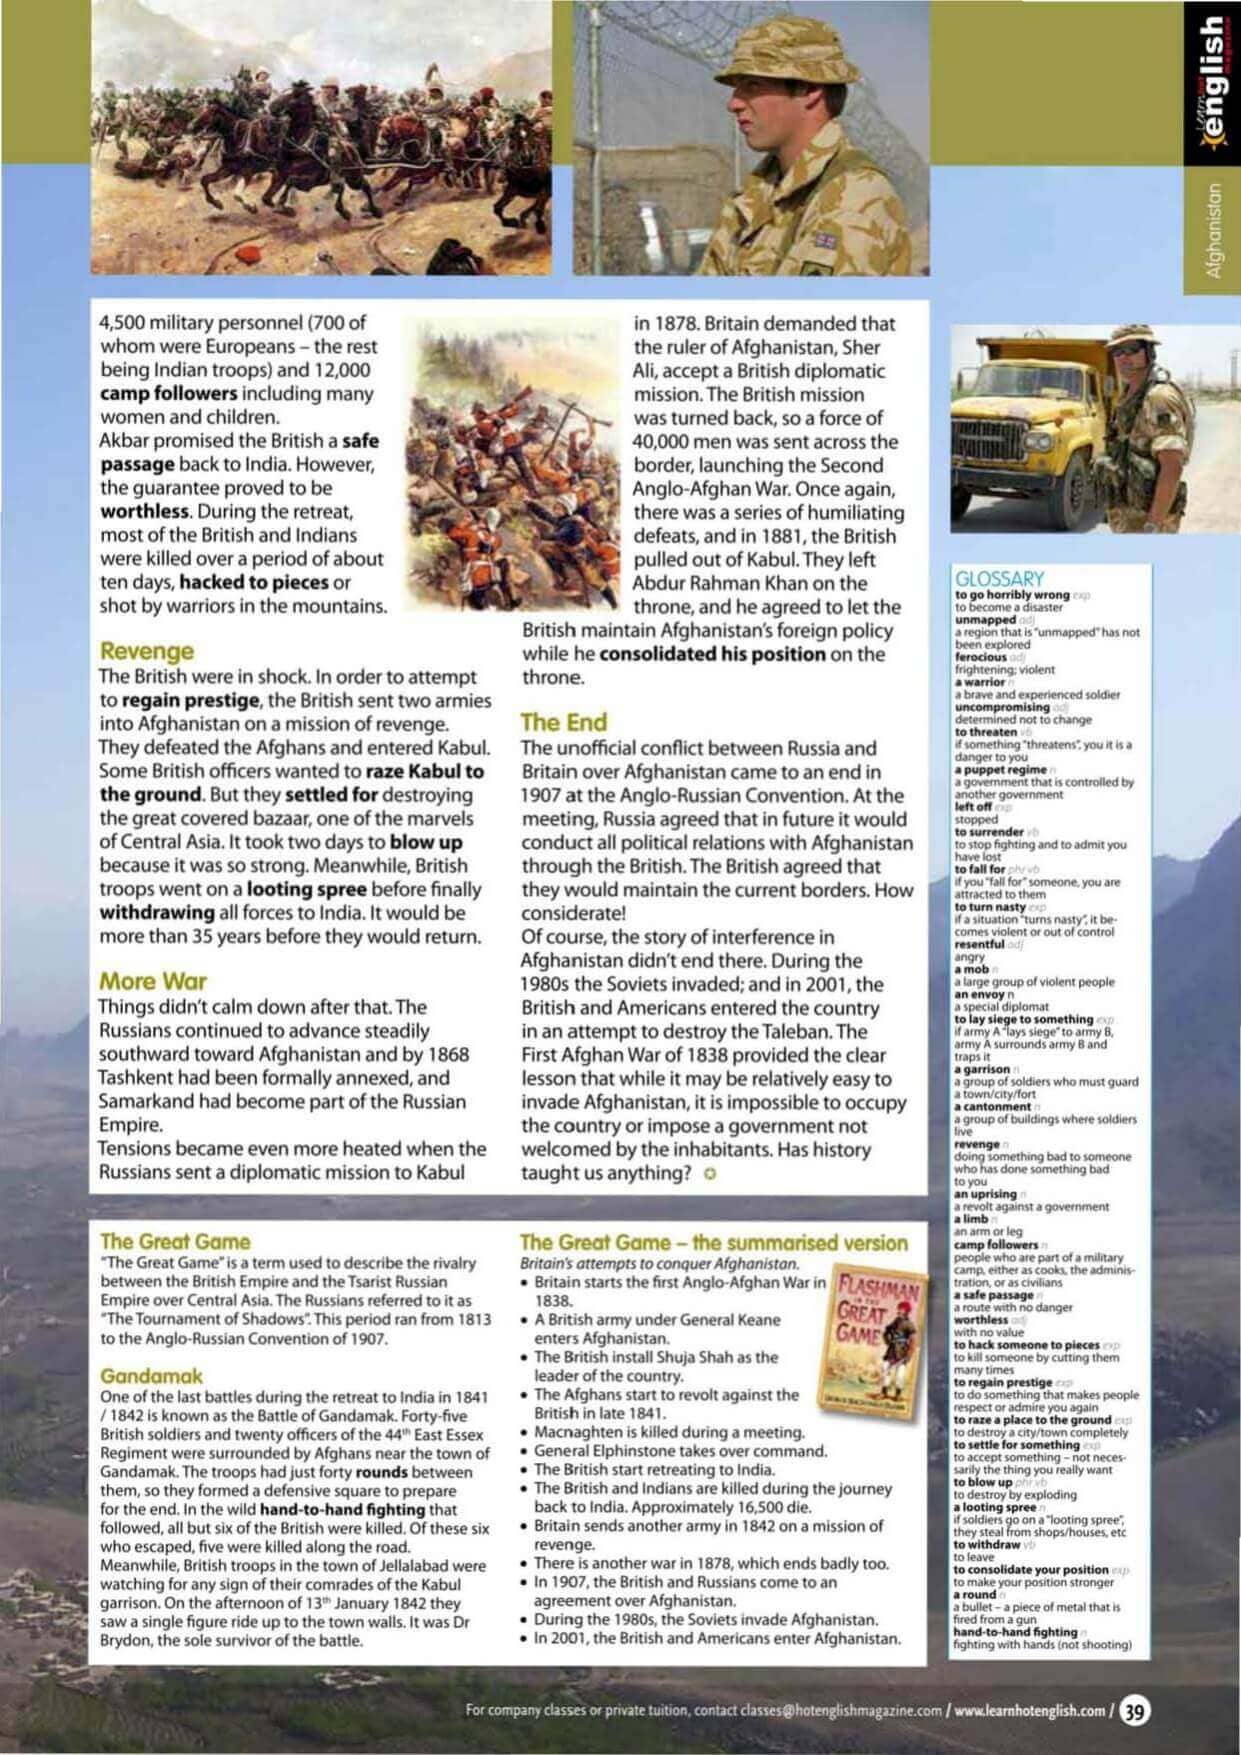 Learn hot
english
magazine
Afghanistan
4,500 military personnel (700 of
whom were Europeans – the rest
being Indian troops) and 12,000
camp followers including many
women and children.
Akbar promised the British a safe
passage back to India. However,
the guarantee proved to be
worthless. During the retreat,
most of the British and Indians
were killed over a period of about
ten days, hacked to pieces or
shot by warriors in the mountains.
Revenge
The British were in shock. In order to attempt
to regain prestige, the British sent two armies
into Afghanistan on a mission of revenge.
They defeated the Afghans and entered Kabul.
Some British officers wanted to raze Kabul to
the ground. But they settled for destroying
the great covered bazaar, one of the marvels
of Central Asia. It took two days to blow up
because it was so strong. Meanwhile, British
troops went on a looting spree before finally
withdrawing all forces to India. It would be
more than 35 years before they would return.
More War
Things didn't calm down after that. The
Russians continued to advance steadily
southward toward Afghanistan and by 1868
Tashkent had been formally annexed, and
Samarkand had become part of the Russian
Empire.
Tensions became even more heated when the
Russians sent a diplomatic mission to Kabul
in 1878. Britain demanded that
the ruler of Afghanistan, Sher
Ali, accept a British diplomatic
mission. The British mission
was turned back, so a force of
40,000 men was sent across the
border, launching the Second
Anglo-Afghan War. Once again,
there was a series of humiliating
defeats, and in 1881, the British
pulled out of Kabul. They left
Abdur Rahman Khan on the
throne, and he agreed to let the
British maintain Afghanistan's foreign policy
while he consolidated his position on the
throne.
The End
The unofficial conflict between Russia and
Britain over Afghanistan came to an end in
1907 at the Anglo-Russian Convention. At the
meeting, Russia agreed that in future it would
conduct all political relations with Afghanistan
through the British. The British agreed that
they would maintain the current borders. How
considerate!
Of course, the story of interference in
Afghanistan didn't end there. During the
1980s the Soviets invaded; and in 2001, the
British and Americans entered the country
in an attempt to destroy the Taleban. The
First Afghan War of 1838 provided the clear
lesson that while it may be relatively easy to
invade Afghanistan, it is impossible to occupy
the country or impose a government not
welcomed by the inhabitants. Has history
taught us anything?
The Great Game
"The Great Game" is a term used to describe the rivalry
between the British Empire and the Tsarist Russian
Empire over Central Asia. The Russians referred to it as
"The Tournament of Shadows". This period ran from 1813
to the Anglo-Russian Convention of 1907.
Gandamak
One of the last battles during the retreat to India in 1841
/ 1842 is known as the Battle of Gandamak. Forty-five
British soldiers and twenty officers of the 44th East Essex
Regiment were surrounded by Afghans near the town of
Gandamak. The troops had just forty rounds between
them, so they formed a defensive square to prepare
for the end. In the wild hand-to-hand fighting that
followed, all but six of the British were killed. Of these six
who escaped, five were killed along the road.
Meanwhile, British troops in the town of Jellalabad were
watching for any sign of their comrades of the Kabul
garrison. On the afternoon of 13th January 1842 they
saw a single figure ride up to the town walls. It was Dr
Brydon, the sole survivor of the battle.
The Great Game – the summarised version
Britain's attempts to conquer Afghanistan.
• Britain starts the first Anglo-Afghan War in
1838.
• A British army under General Keane
enters Afghanistan.
• The British install Shuja Shah as the
leader of the country.
• The Afghans start to revolt against the
British in late 1841.
• Macnaghten is killed during a meeting.
• General Elphinstone takes over command.
• The British start retreating to India.
• The British and Indians are killed during the journey
back to India. Approximately 16,500 die.
• Britain sends another army in 1842 on a mission of
revenge.
• There is another war in 1878, which ends badly too.
• In 1907, the British and Russians come to an
agreement over Afghanistan.
• During the 1980s, the Soviets invade Afghanistan.
• In 2001, the British and Americans enter Afghanistan.
FLASHMAN
IN THE
GREAT
GAME
GLOSSARY
to go horribly wrong exp
to become a disaster
unmapped adj
a region that is "unmapped" has not
been explored
ferocious adj
frightening; violent
a warrior n
a brave and experienced soldier
uncompromising adj
determined not to change
to threaten vb
if something "threatens", you it is a
danger to you
a puppet regime n
a government that is controlled by
another government
left off exp
stopped
to surrender vb
to stop fighting and to admit you
have lost
to fall for phr vb
if you "fall for" someone, you are
attracted to them
to turn nasty exp
if a situation "turns nasty", it be-
comes violent or out of control
resentful adj
angry
a mob n
a large group of violent people
an envoy n
a special diplomat
to lay siege to something exp
if army A "lays siege" to army B,
army A surrounds army B and
traps it
a garrison n
a group of soldiers who must guard
a town/city/fort
a cantonment n
a group of buildings where soldiers
live
revenge n
doing something bad to someone
who has done something bad
to you
an uprising n
a revolt against a government
a limb n
an arm or leg
camp followers n
people who are part of a military
camp, either as cooks, the adminis-
tration, or as civilians
a safe passage n
a route with no danger
worthless adj
with no value
to hack someone to pieces exp
to kill someone by cutting them
many times
to regain prestige exp
to do something that makes people
respect or admire you again
to raze a place to the ground exp
to destroy a city/town completely
to settle for something exp
to accept something – not neces-
sarily the thing you really want
to blow up phr vb
to destroy by exploding
a looting spree n
if soldiers go on a "looting spree",
they steal from shops/houses, etc
to withdraw vb
to leave
to consolidate your position exp
to make your position stronger
a round n
a bullet – a piece of metal that is
fired from a gun
hand-to-hand fighting n
fighting with hands (not shooting)
For company classes or private tuition, contact classes@hotenglishmagazine.com / www.learnhotenglish.com / 39